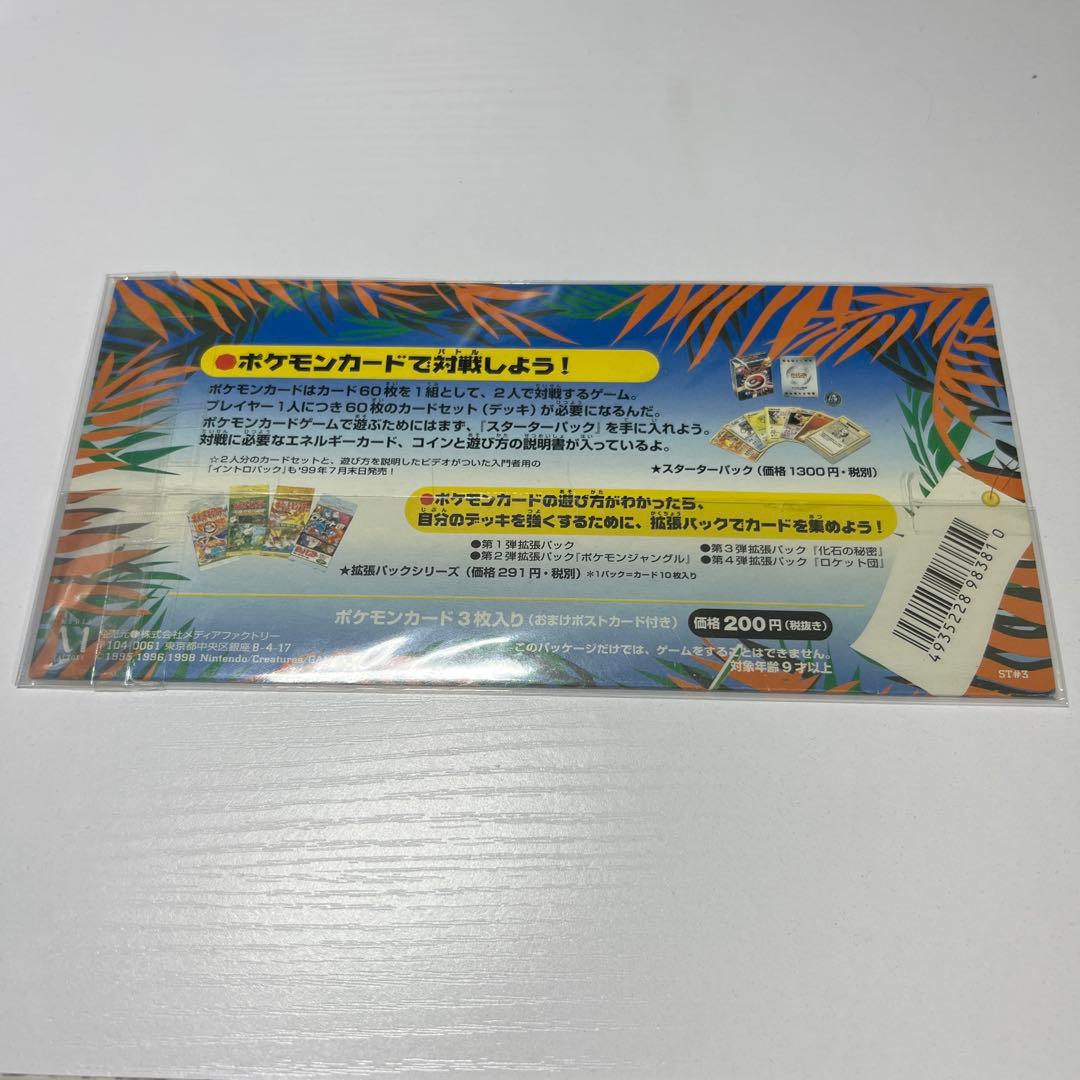 ●ポケモンカードで対戦しよう！
バトル
ポケモンカードはカード60枚を1組として、2人で対戦するゲーム。
プレイヤー1人につき60枚のカードセット（デッキ）が必要になるんだ。
ポケモンカードゲームで遊ぶためにはまず、『スターターパック』を手に入れよう。
対戦に必要なエネルギーカード、コインと遊び方の説明書が入っているよ。
☆2人分のカードセットと、遊び方を説明したビデオがついた入門者用の
『イントロパック』も'99年7月末日発売！
★スターターパック（価格1300円・税別）
●ポケモンカードの遊び方がわかったら、
自分のデッキを強くするために、拡張パックでカードを集めよう！
●第1弾拡張パック
●第2弾拡張パック『ポケモンジャングル』
●第3弾拡張パック『化石の秘密』
●第4弾拡張パック『ロケット団』
★拡張パックシリーズ（価格291円・税別）＊1パック=カード10枚入り
ポケモンカード3枚入り（おまけポストカード付き）
価格200円（税抜き）
このパッケージだけでは、ゲームをすることはできません。
対象年齢9才以上
発売元●株式会社メディアファクトリー
〒104-0061 東京都中央区銀座8-4-17
©1995,1996,1998 Nintendo/Creatures/GA
4935228983810
ST#3